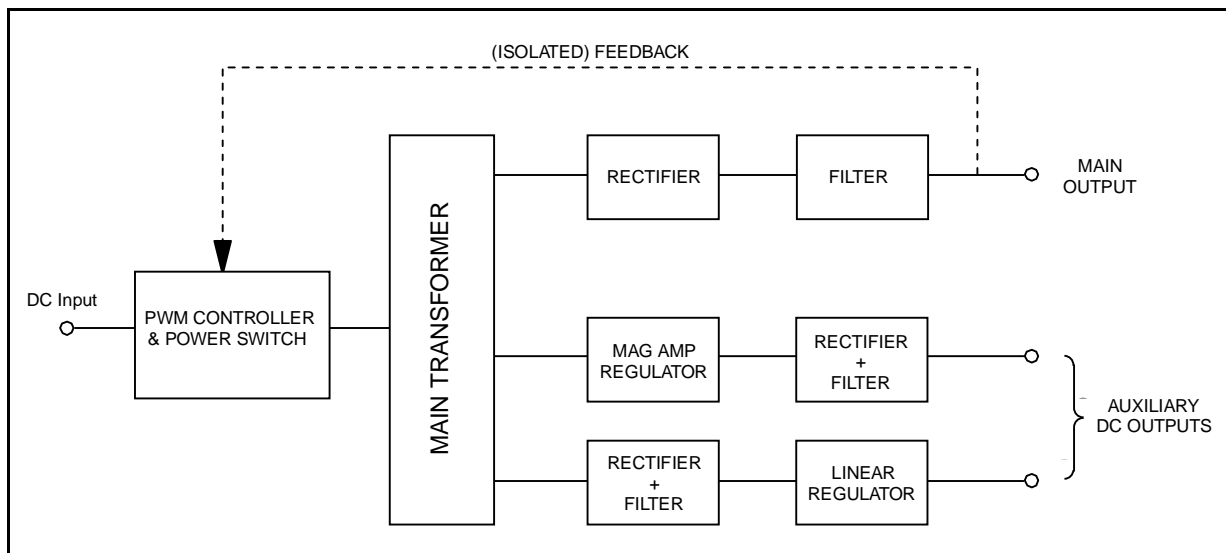 (ISOLATED) FEEDBACK
RECTIFIER
FILTER
MAIN
OUTPUT
MAIN TRANSFORMER
DC Input
PWM CONTROLLER
& POWER SWITCH
MAG AMP
REGULATOR
RECTIFIER
+
FILTER
AUXILIARY
DC OUTPUTS
RECTIFIER
+
FILTER
LINEAR
REGULATOR